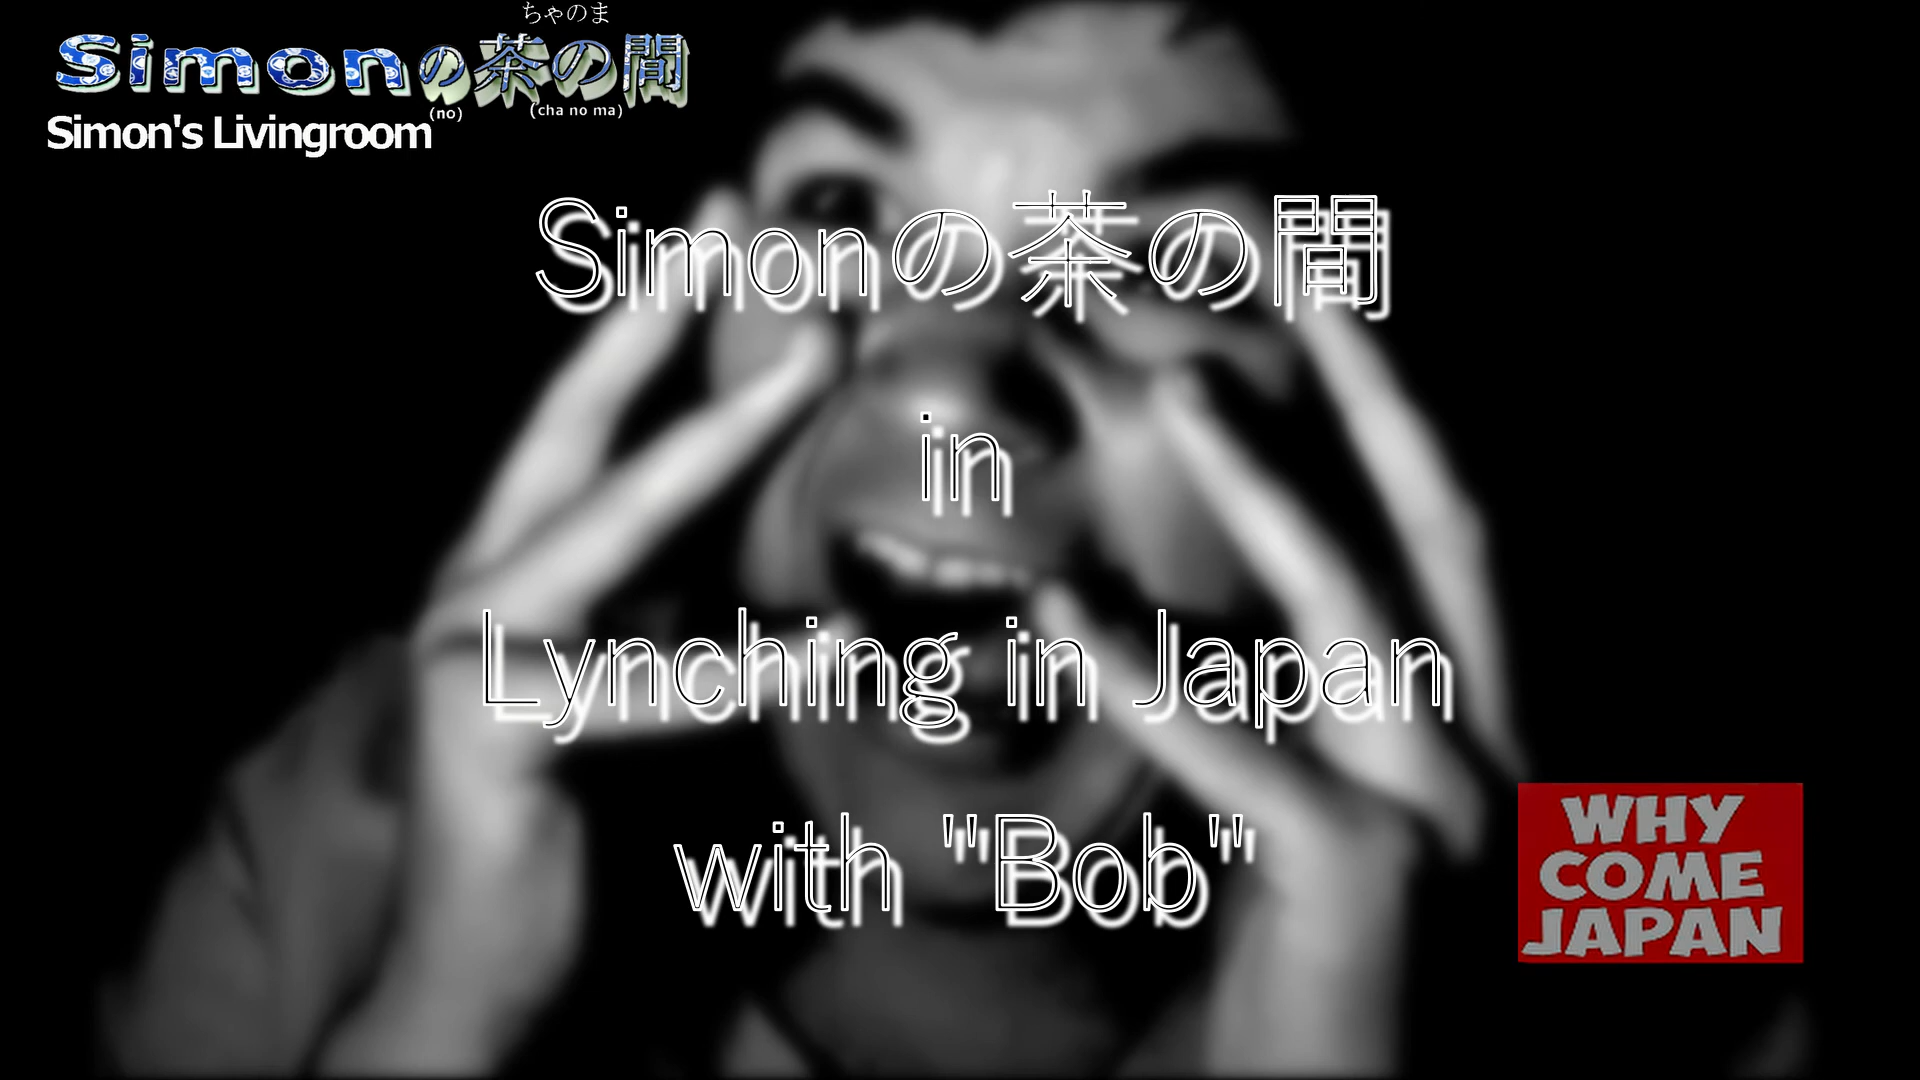 ちゃのま
Simonの茶の間
(no) (cha no ma)
Simon's Livingroom
Simonの茶の間
in
Lynching in Japan
with "Bob"
WHY
COME
JAPAN